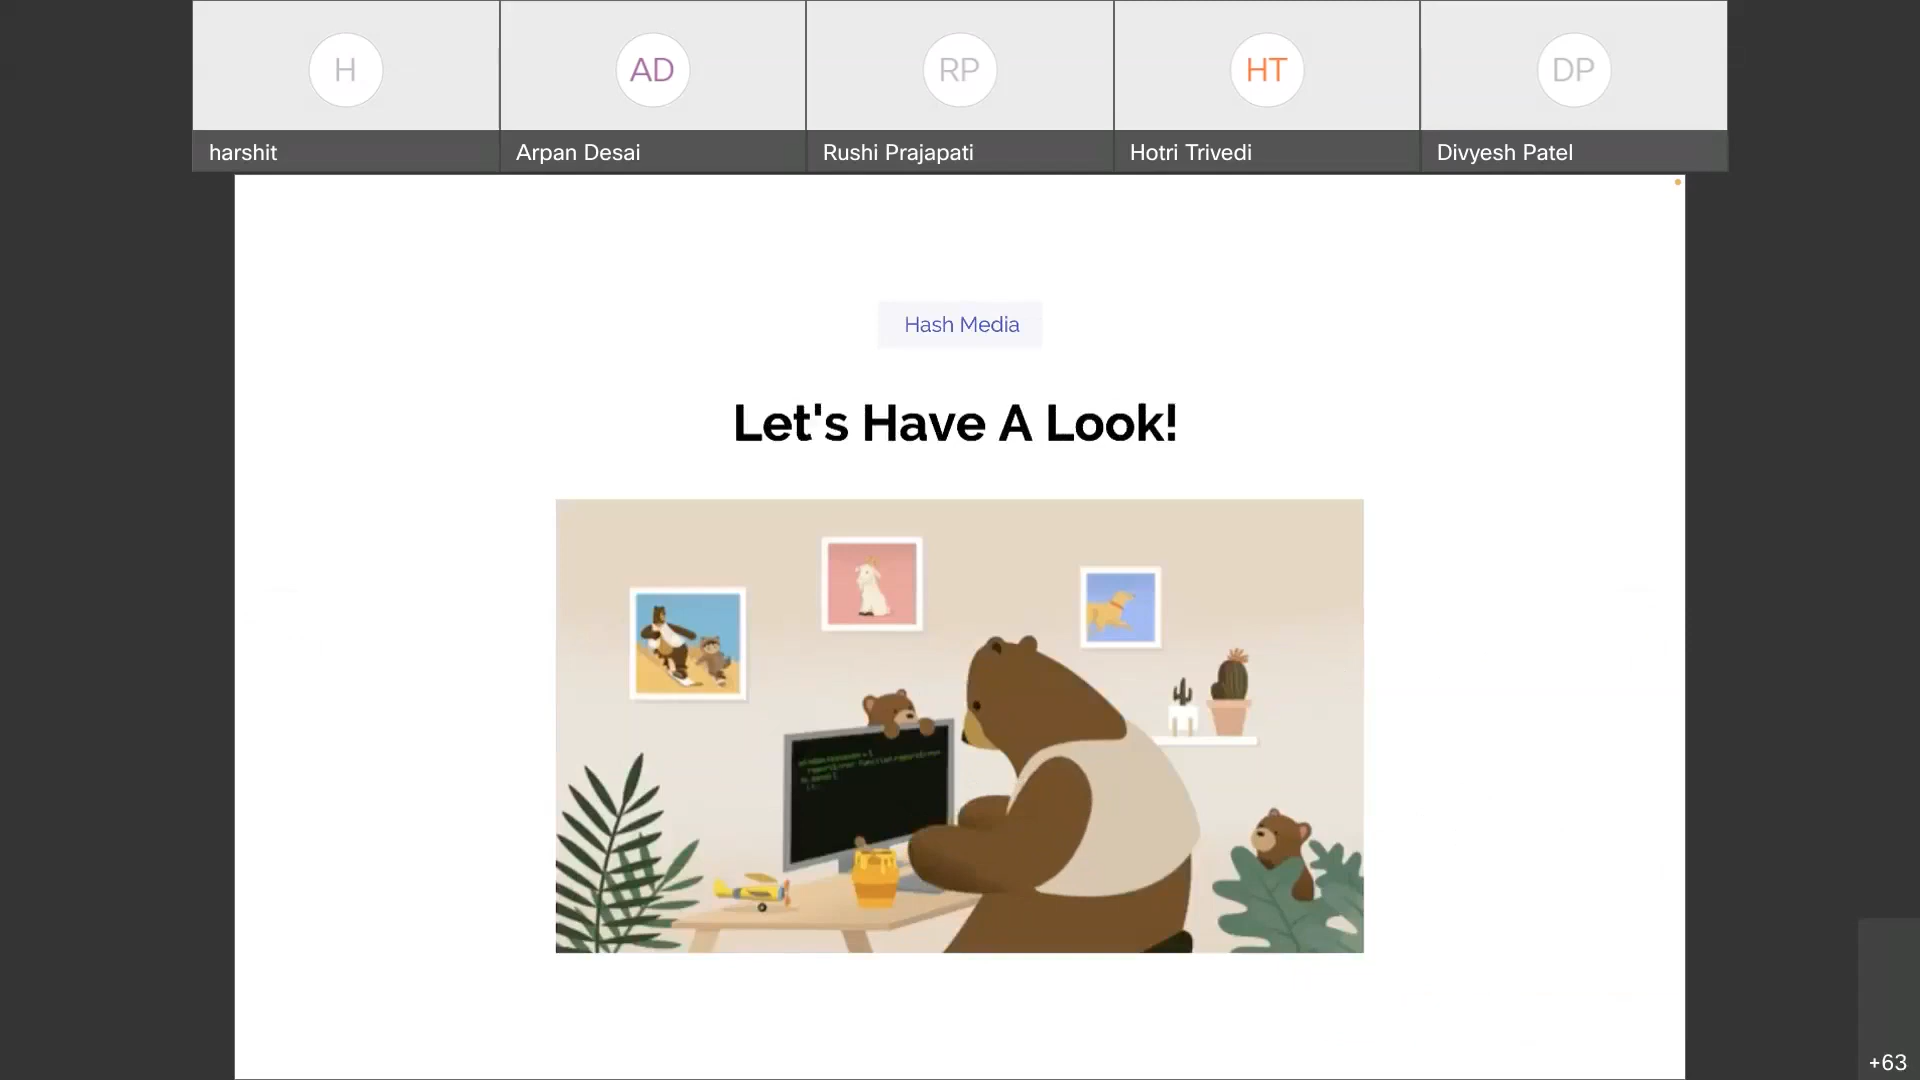 H
AD
RP
HT
DP
harshit
Arpan Desai
Rushi Prajapati
Hotri Trivedi
Divyesh Patel
Hash Media
Let's Have A Look!
+63